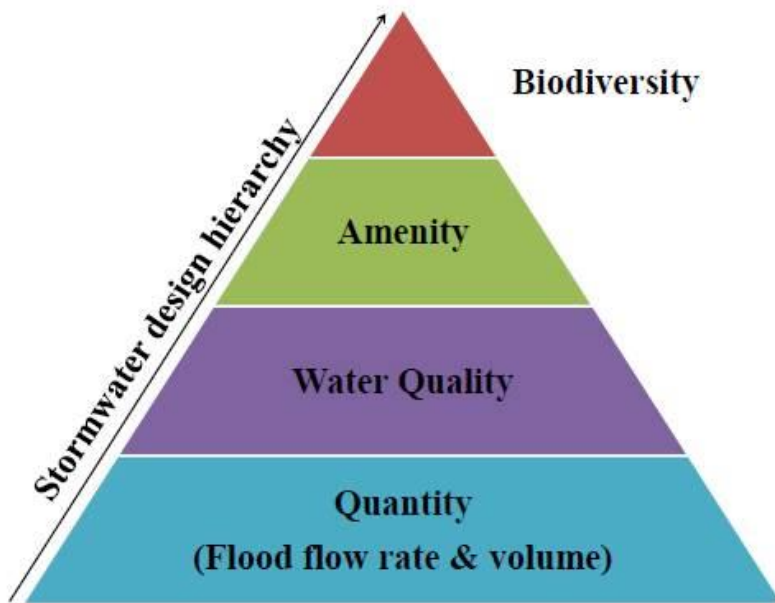 Biodiversity
Stormwater design hierarchy
Amenity
Water Quality
Quantity
(Flood flow rate & volume)